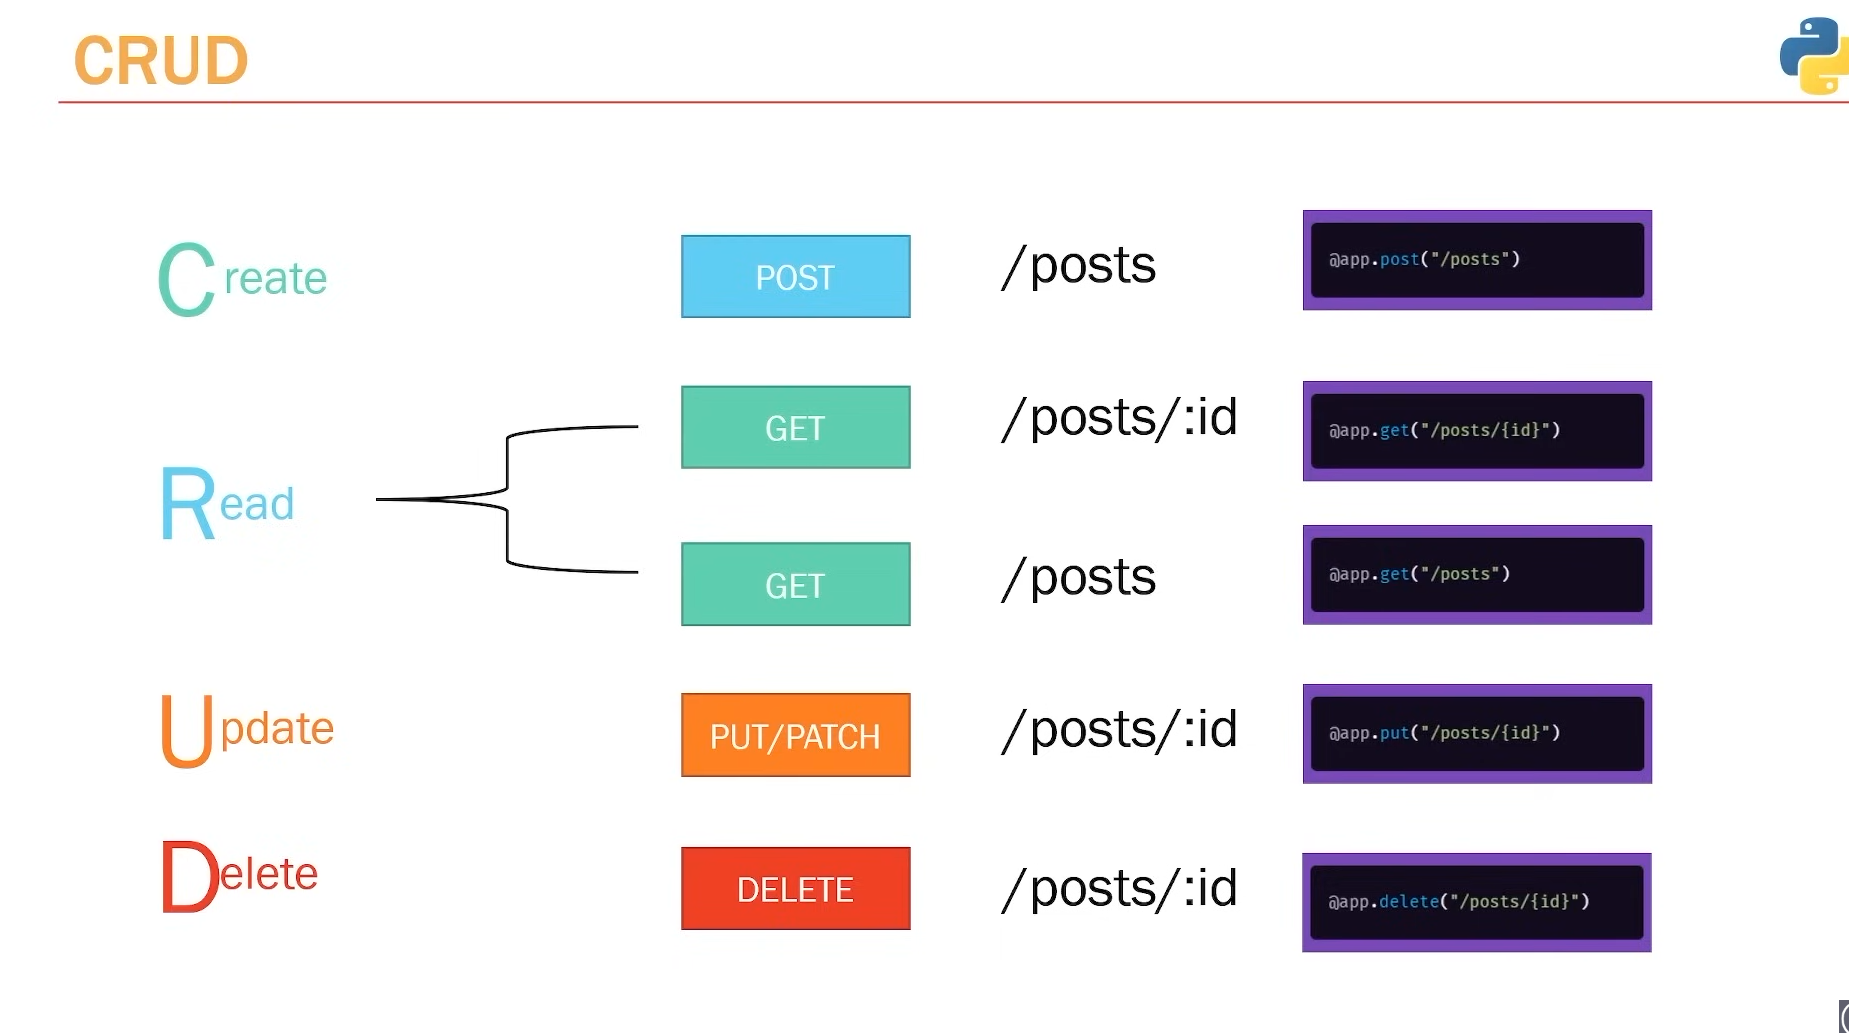 CRUD
Create
POST
/posts
@app.post("/posts")
GET
/posts/:id
@app.get("/posts/{id}")
Read
GET
/posts
@app.get("/posts")
Update
PUT/PATCH
/posts/:id
@app.put("/posts/{id}")
Delete
DELETE
/posts/:id
@app.delete("/posts/{id}")